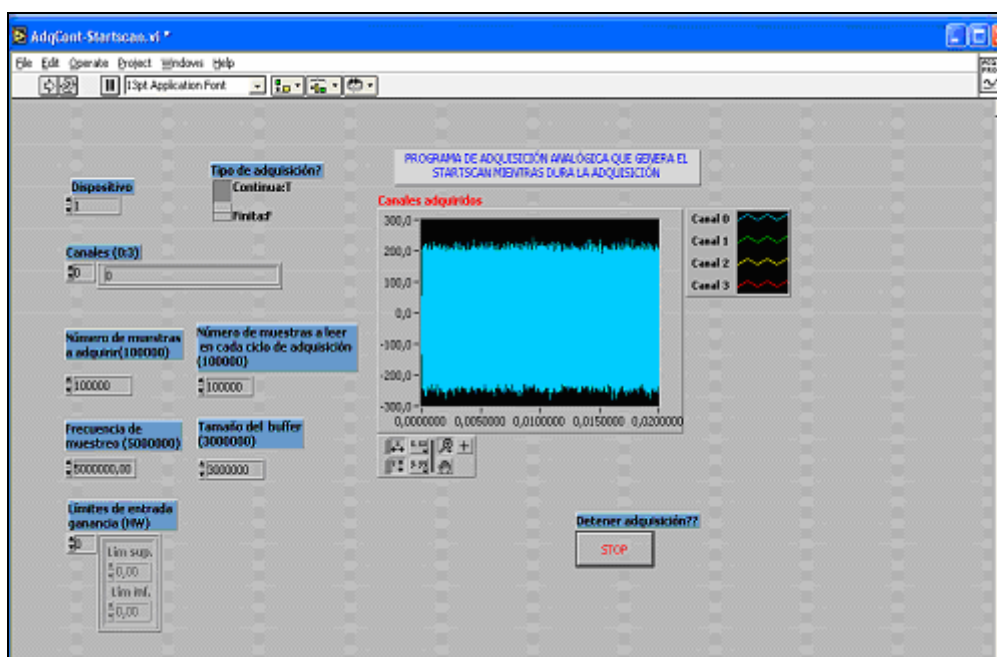 AdqCont-Startscan.vi *
File Edit Operate Project Windows Help
13pt Application Font
PROGRAMA DE ADQUISICIÓN ANALÓGICA QUE GENERA EL
STARTSCAN MIENTRAS DURA LA ADQUISICIÓN
Tipo de adquisición?
Continua:T
Finita:F
Dispositivo
1
Canales (0:3)
0
0
Número de muestras
a adquirir(100000)
100000
Número de muestras a leer
en cada ciclo de adquisición
(100000)
100000
Frecuencia de
muestreo (5000000)
5000000,00
Tamaño del buffer
(3000000)
3000000
Límites de entrada
ganancia (HW)
0
Lim sup.
0,00
Lim inf.
0,00
Canales adquiridos
300,0
200,0
100,0
0,0
-100,0
-200,0
-300,0
0,0000000 0,0050000 0,0100000 0,0150000 0,0200000
Canal 0
Canal 1
Canal 2
Canal 3
Detener adquisición??
STOP